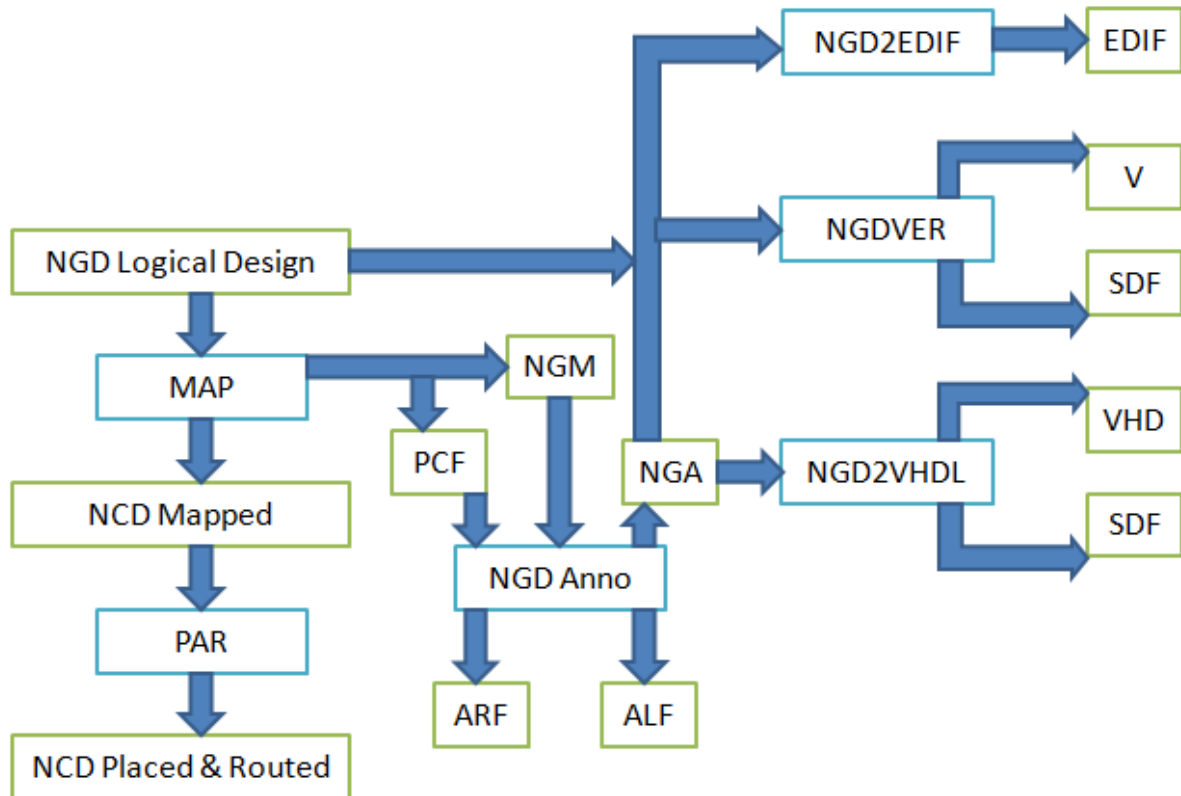 NGD2EDIF
EDIF
V
NGDVER
NGD Logical Design
SDF
NGM
MAP
VHD
PCF
NGA
NGD2VHDL
NCD Mapped
SDF
NGD Anno
PAR
ARF
ALF
NCD Placed & Routed